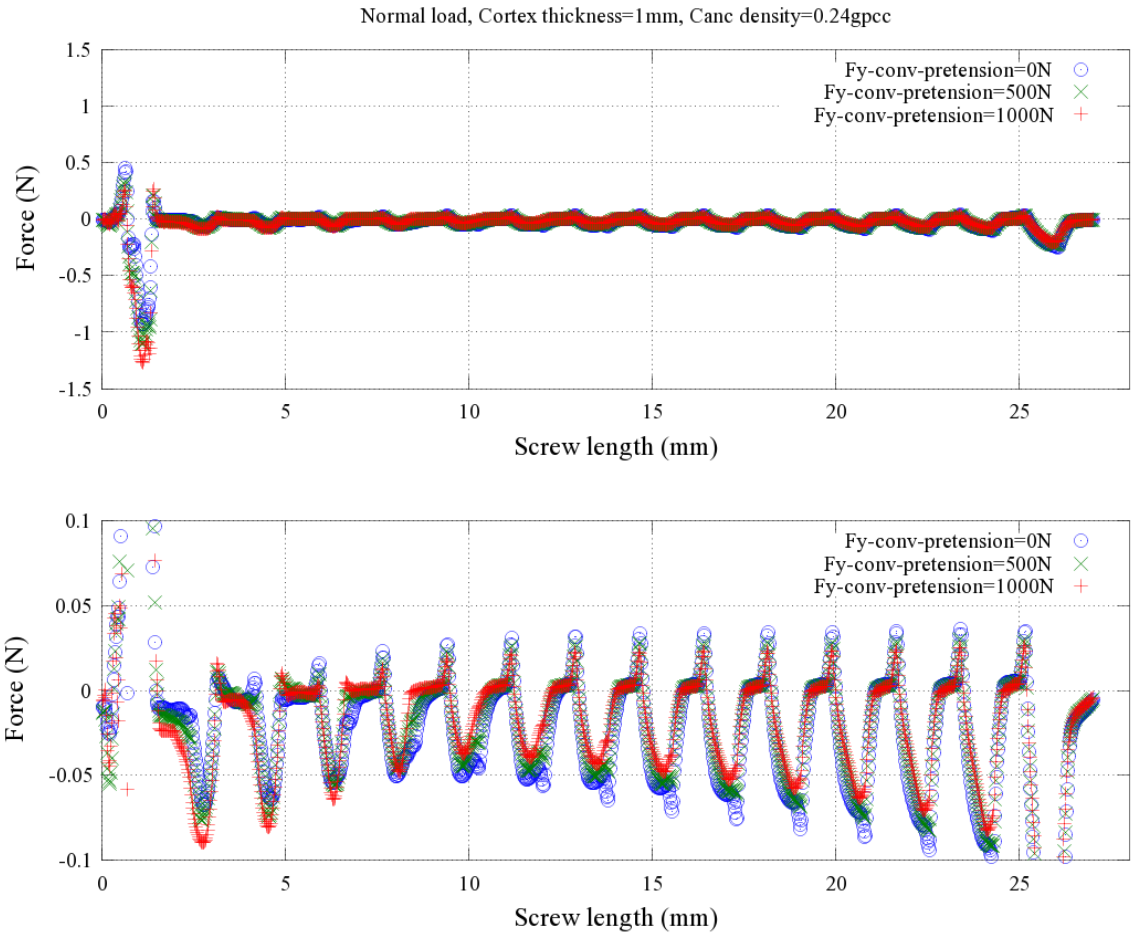 Normal load, Cortex thickness=1mm, Canc density=0.24gpcc
1.5
1
0.5
0
-0.5
-1
-1.5
Force (N)
Fy-conv-pretension=0N
Fy-conv-pretension=500N
Fy-conv-pretension=1000N
0 5 10 15 20 25
Screw length (mm)
0.1
0.05
0
-0.05
-0.1
Force (N)
Fy-conv-pretension=0N
Fy-conv-pretension=500N
Fy-conv-pretension=1000N
0 5 10 15 20 25
Screw length (mm)